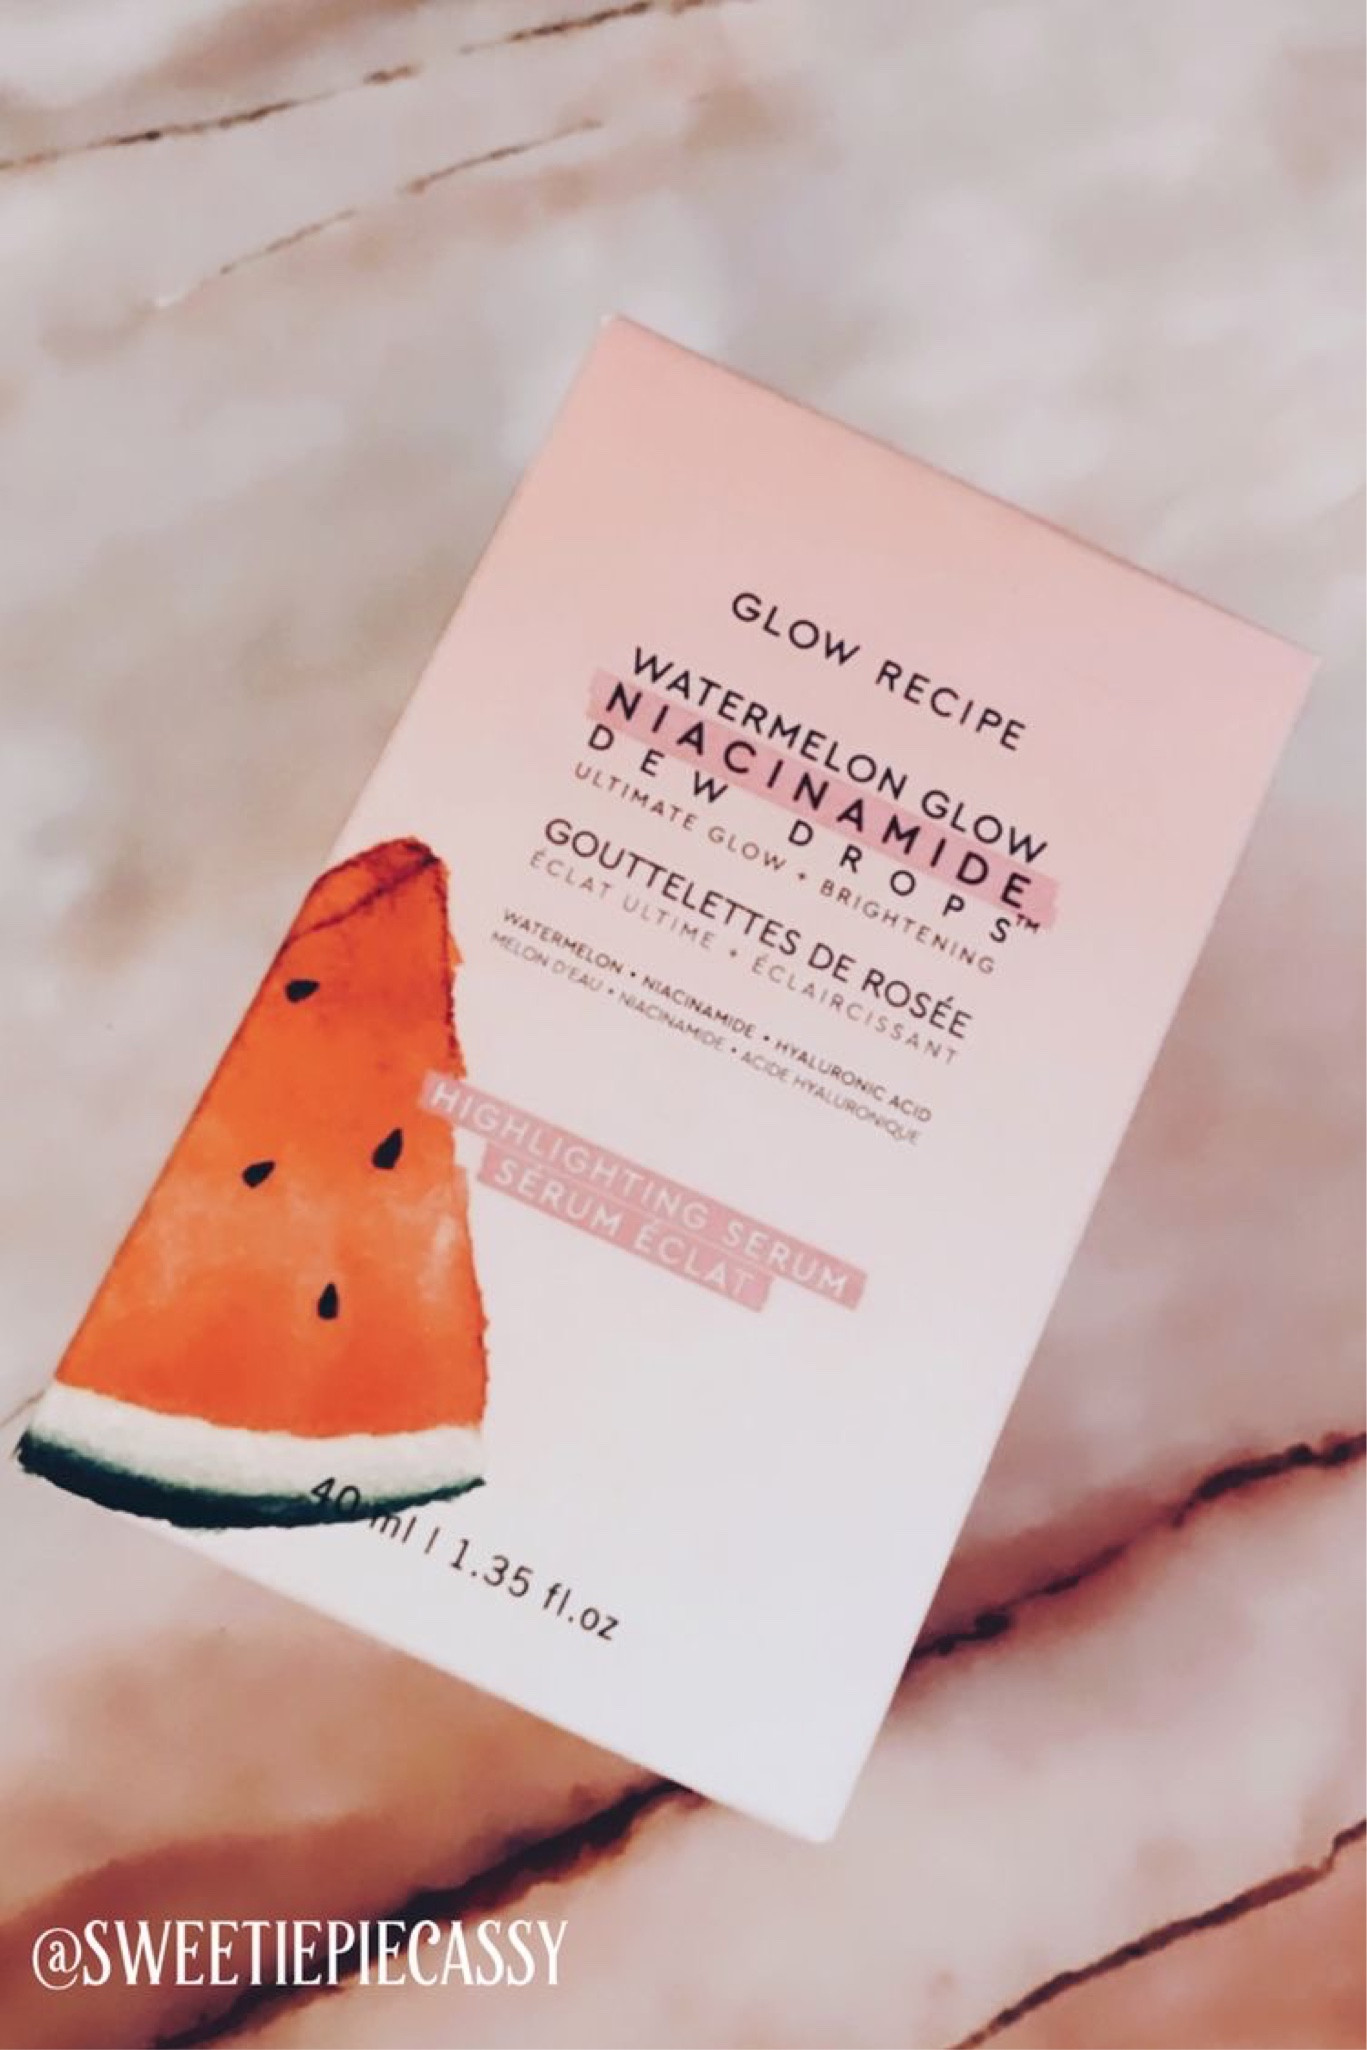 GLOW RECIPE
WATERMELON GLOW
NIACINAMIDE
DEW DROPS™
ULTIMATE GLOW + BRIGHTENING
GOUTTELETTES DE ROSÉE
ÉCLAT ULTIME + ÉCLAIRCISSANT
WATERMELON • NIACINAMIDE • HYALURONIC ACID
MELON D'EAU • NIACINAMIDE • ACIDE HYALURONIQUE
HIGHLIGHTING SERUM
SÉRUM ÉCLAT
40 ml | 1.35 fl.oz
@SWEETIEPIECASSY